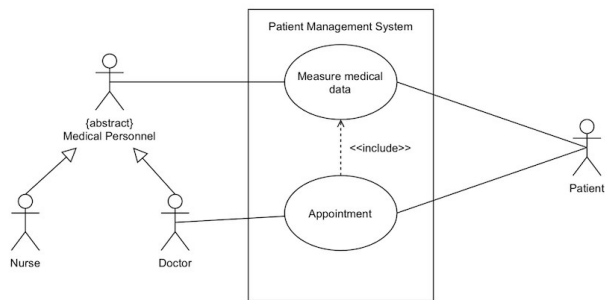 Patient Management System
Measure medical
data
{abstract}
Medical Personnel
<<include>>
Patient
Appointment
Nurse
Doctor